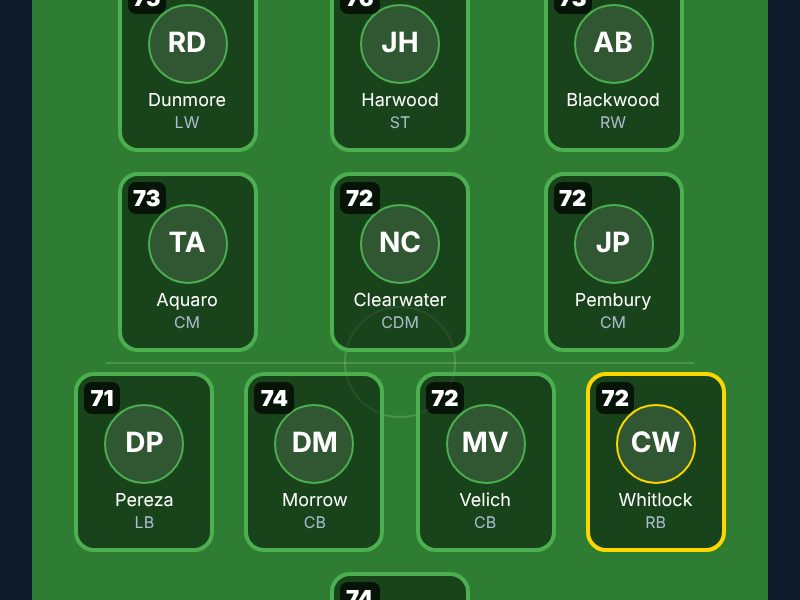 RD
Dunmore
LW
JH
Harwood
ST
AB
Blackwood
RW
73
TA
Aquaro
CM
72
NC
Clearwater
CDM
72
JP
Pembury
CM
71
DP
Pereza
LB
74
DM
Morrow
CB
72
MV
Velich
CB
72
CW
Whitlock
RB
74